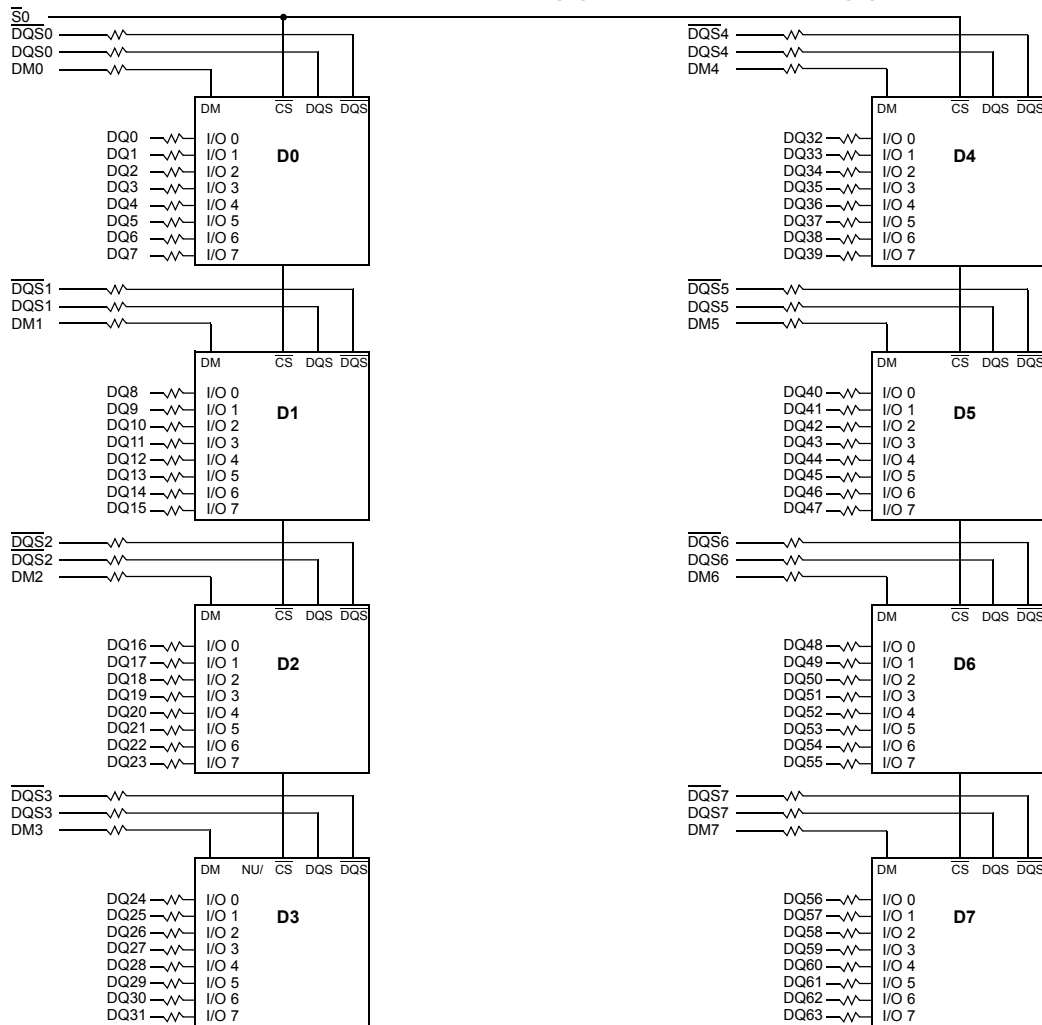 S0
DQS0
DQS0
DM0
DM CS DQS DQS
DQ0 I/O 0
DQ1 I/O 1 D0
DQ2 I/O 2
DQ3 I/O 3
DQ4 I/O 4
DQ5 I/O 5
DQ6 I/O 6
DQ7 I/O 7
DQS1
DQS1
DM1
DM CS DQS DQS
DQ8 I/O 0
DQ9 I/O 1 D1
DQ10 I/O 2
DQ11 I/O 3
DQ12 I/O 4
DQ13 I/O 5
DQ14 I/O 6
DQ15 I/O 7
DQS2
DQS2
DM2
DM CS DQS DQS
DQ16 I/O 0
DQ17 I/O 1 D2
DQ18 I/O 2
DQ19 I/O 3
DQ20 I/O 4
DQ21 I/O 5
DQ22 I/O 6
DQ23 I/O 7
DQS3
DQS3
DM3
DM NU/ CS DQS DQS
DQ24 I/O 0
DQ25 I/O 1 D3
DQ26 I/O 2
DQ27 I/O 3
DQ28 I/O 4
DQ29 I/O 5
DQ30 I/O 6
DQ31 I/O 7
DQS4
DQS4
DM4
DM CS DQS DQS
DQ32 I/O 0
DQ33 I/O 1 D4
DQ34 I/O 2
DQ35 I/O 3
DQ36 I/O 4
DQ37 I/O 5
DQ38 I/O 6
DQ39 I/O 7
DQS5
DQS5
DM5
DM CS DQS DQS
DQ40 I/O 0
DQ41 I/O 1 D5
DQ42 I/O 2
DQ43 I/O 3
DQ44 I/O 4
DQ45 I/O 5
DQ46 I/O 6
DQ47 I/O 7
DQS6
DQS6
DM6
DM CS DQS DQS
DQ48 I/O 0
DQ49 I/O 1 D6
DQ50 I/O 2
DQ51 I/O 3
DQ52 I/O 4
DQ53 I/O 5
DQ54 I/O 6
DQ55 I/O 7
DQS7
DQS7
DM7
DM CS DQS DQS
DQ56 I/O 0
DQ57 I/O 1 D7
DQ58 I/O 2
DQ59 I/O 3
DQ60 I/O 4
DQ61 I/O 5
DQ62 I/O 6
DQ63 I/O 7